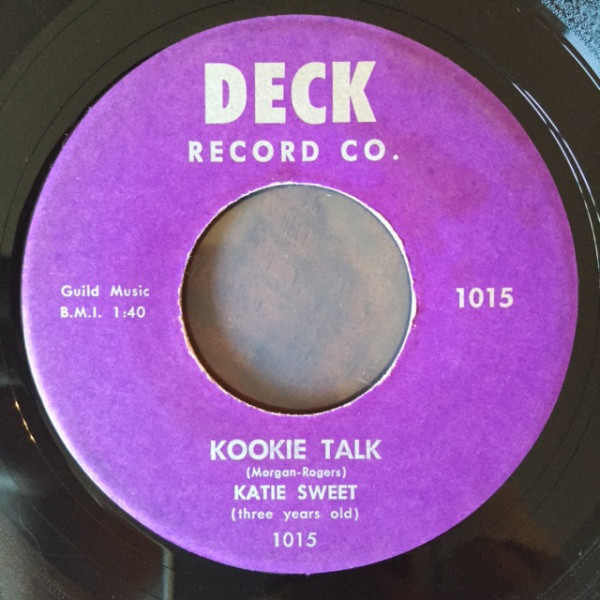 DECK
RECORD CO.
Guild Music
B.M.I. 1:40
1015
KOOKIE TALK
(Morgan-Rogers)
KATIE SWEET
(three years old)
1015